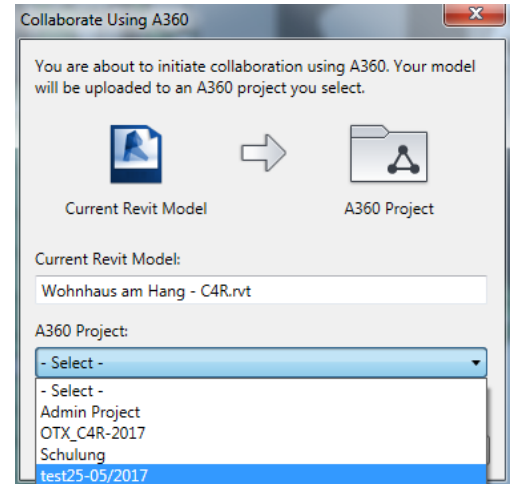 Collaborate Using A360
You are about to initiate collaboration using A360. Your model
will be uploaded to an A360 project you select.
Current Revit Model
A360 Project
Current Revit Model:
Wohnhaus am Hang - C4R.rvt
A360 Project:
- Select -
- Select -
Admin Project
OTX_C4R-2017
Schulung
test25-05/2017